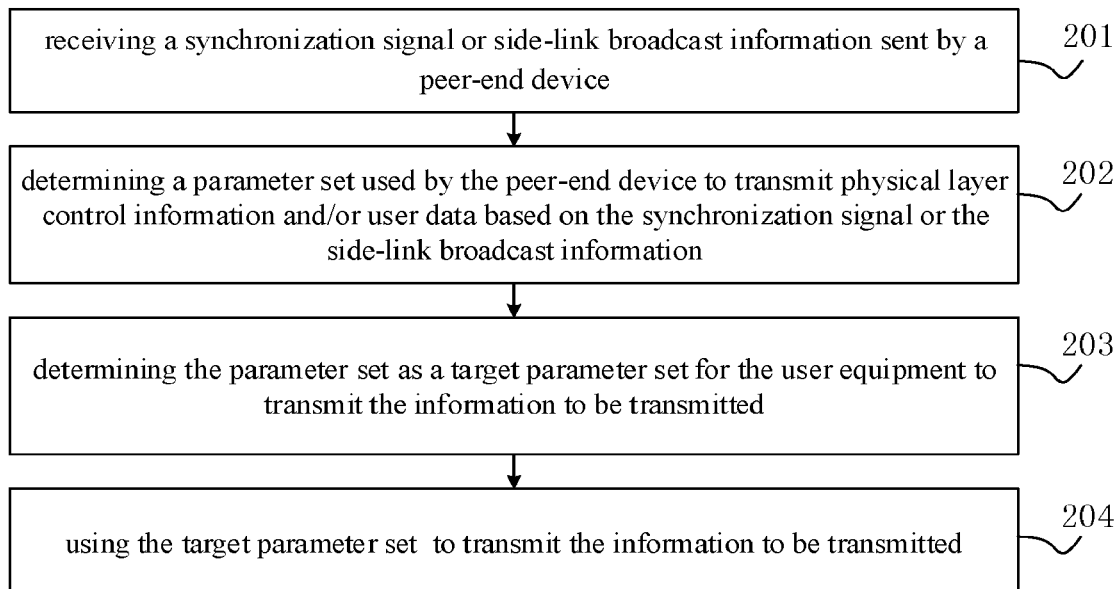 receiving a synchronization signal or side-link broadcast information sent by a
peer-end device
201
determining a parameter set used by the peer-end device to transmit physical layer
control information and/or user data based on the synchronization signal or the
side-link broadcast information
202
determining the parameter set as a target parameter set for the user equipment to
transmit the information to be transmitted
203
using the target parameter set to transmit the information to be transmitted
204